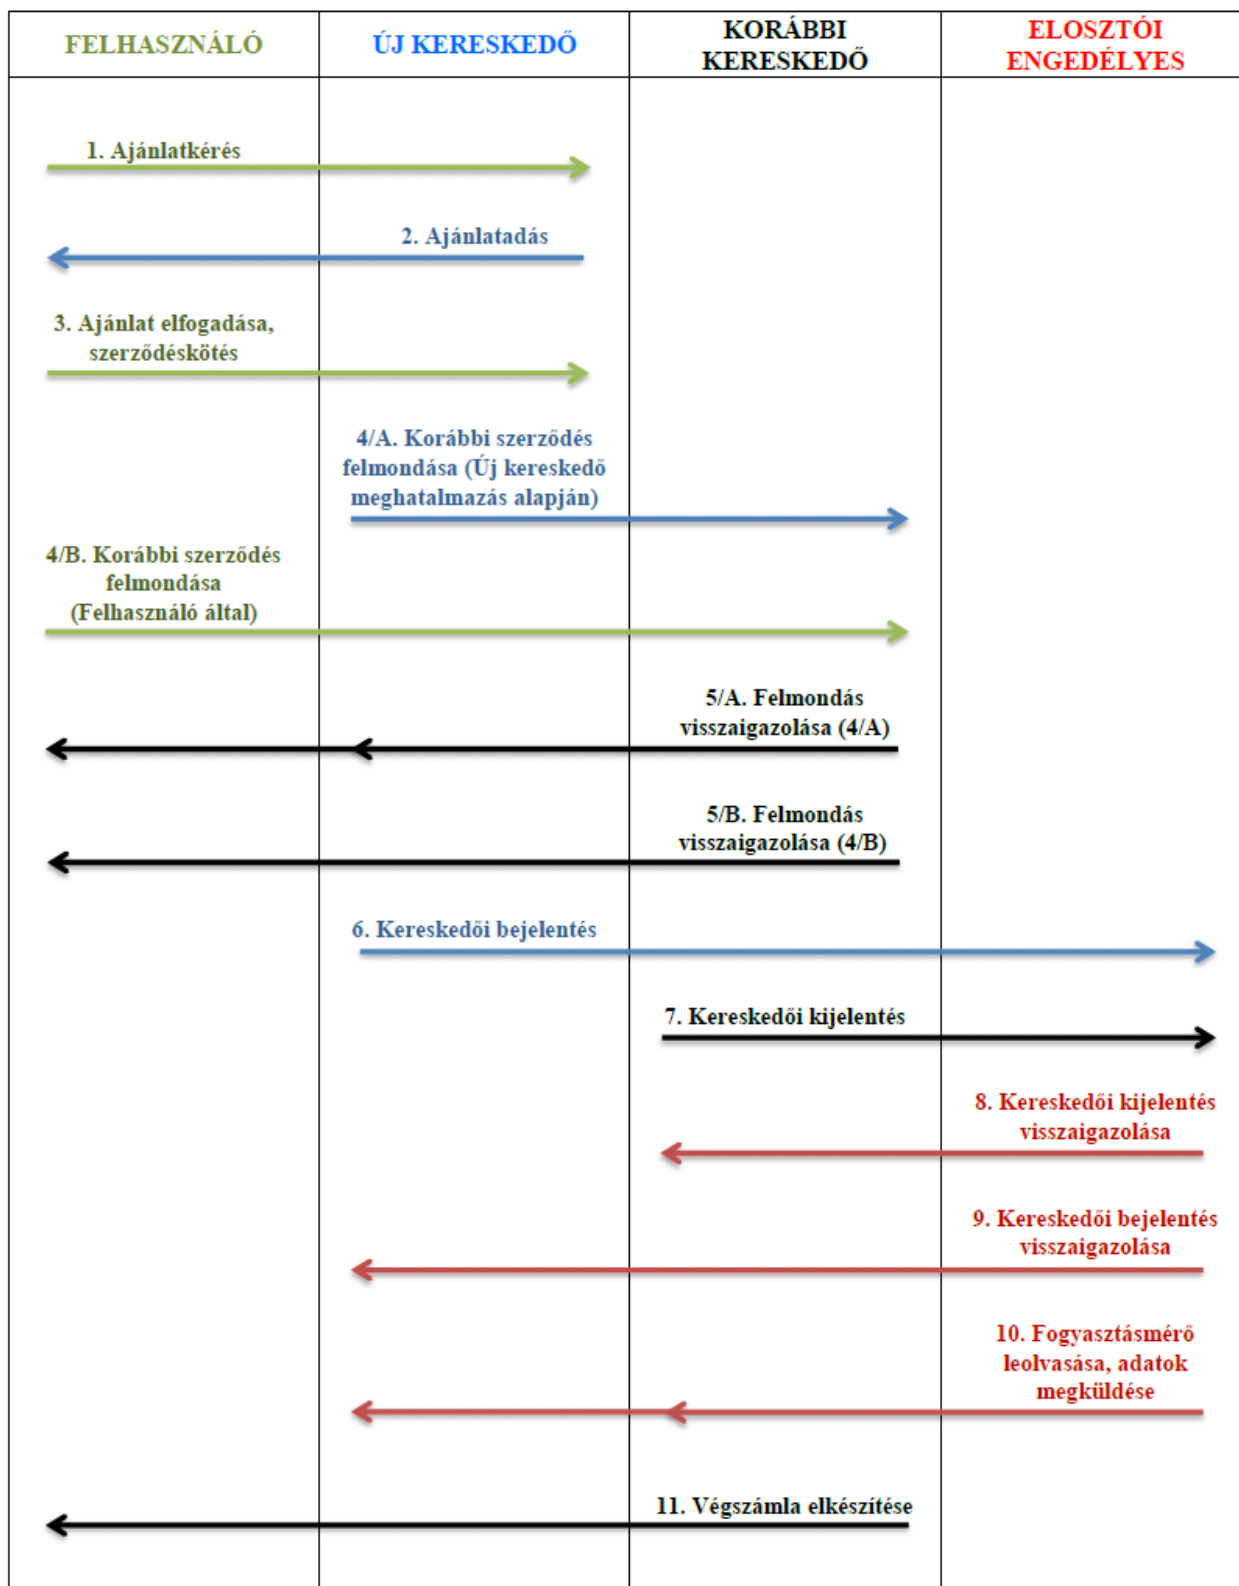 FELHASZNÁLÓ
ÚJ KERESKEDŐ
KORÁBBI
KERESKEDŐ
ELOSZTÓI
ENGEDÉLYES
1. Ajánlatkérés
2. Ajánlatadás
3. Ajánlat elfogadása,
szerződéskötés
4/A. Korábbi szerződés
felmondása (Új kereskedő
meghatalmazás alapján)
4/B. Korábbi szerződés
felmondása
(Felhasználó által)
5/A. Felmondás
visszaigazolása (4/A)
5/B. Felmondás
visszaigazolása (4/B)
6. Kereskedői bejelentés
7. Kereskedői kijelentés
8. Kereskedői kijelentés
visszaigazolása
9. Kereskedői bejelentés
visszaigazolása
10. Fogyasztásmérő
leolvasása, adatok
megküldése
11. Végszámla elkészítése